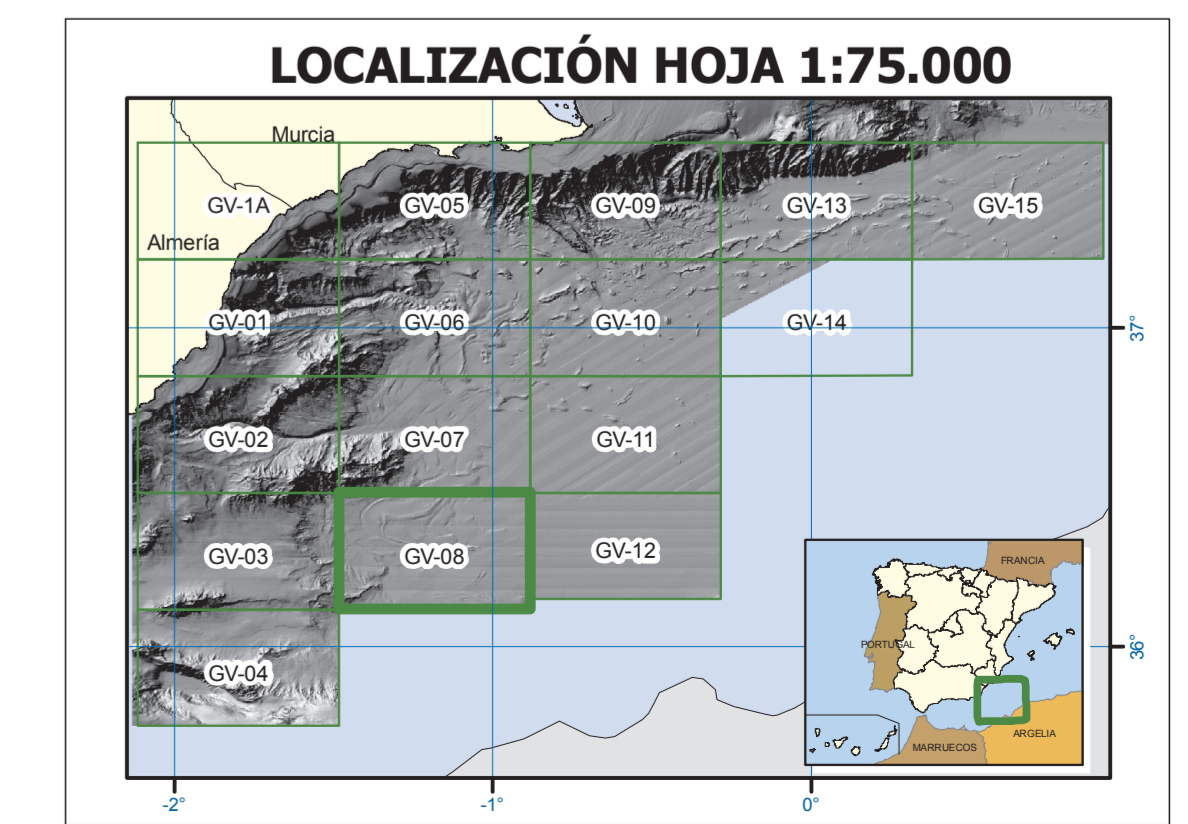 LOCALIZACIÓN HOJA 1:75.000
Murcia
GV-1A
GV-05
GV-09
GV-13
GV-15
Almería
GV-01
GV-06
GV-10
GV-14
37°
GV-02
GV-07
GV-11
GV-03
GV-08
GV-12
FRANCIA
PORTUGAL
36°
GV-04
ARGELIA
MARRUECOS
-2°
-1°
0°